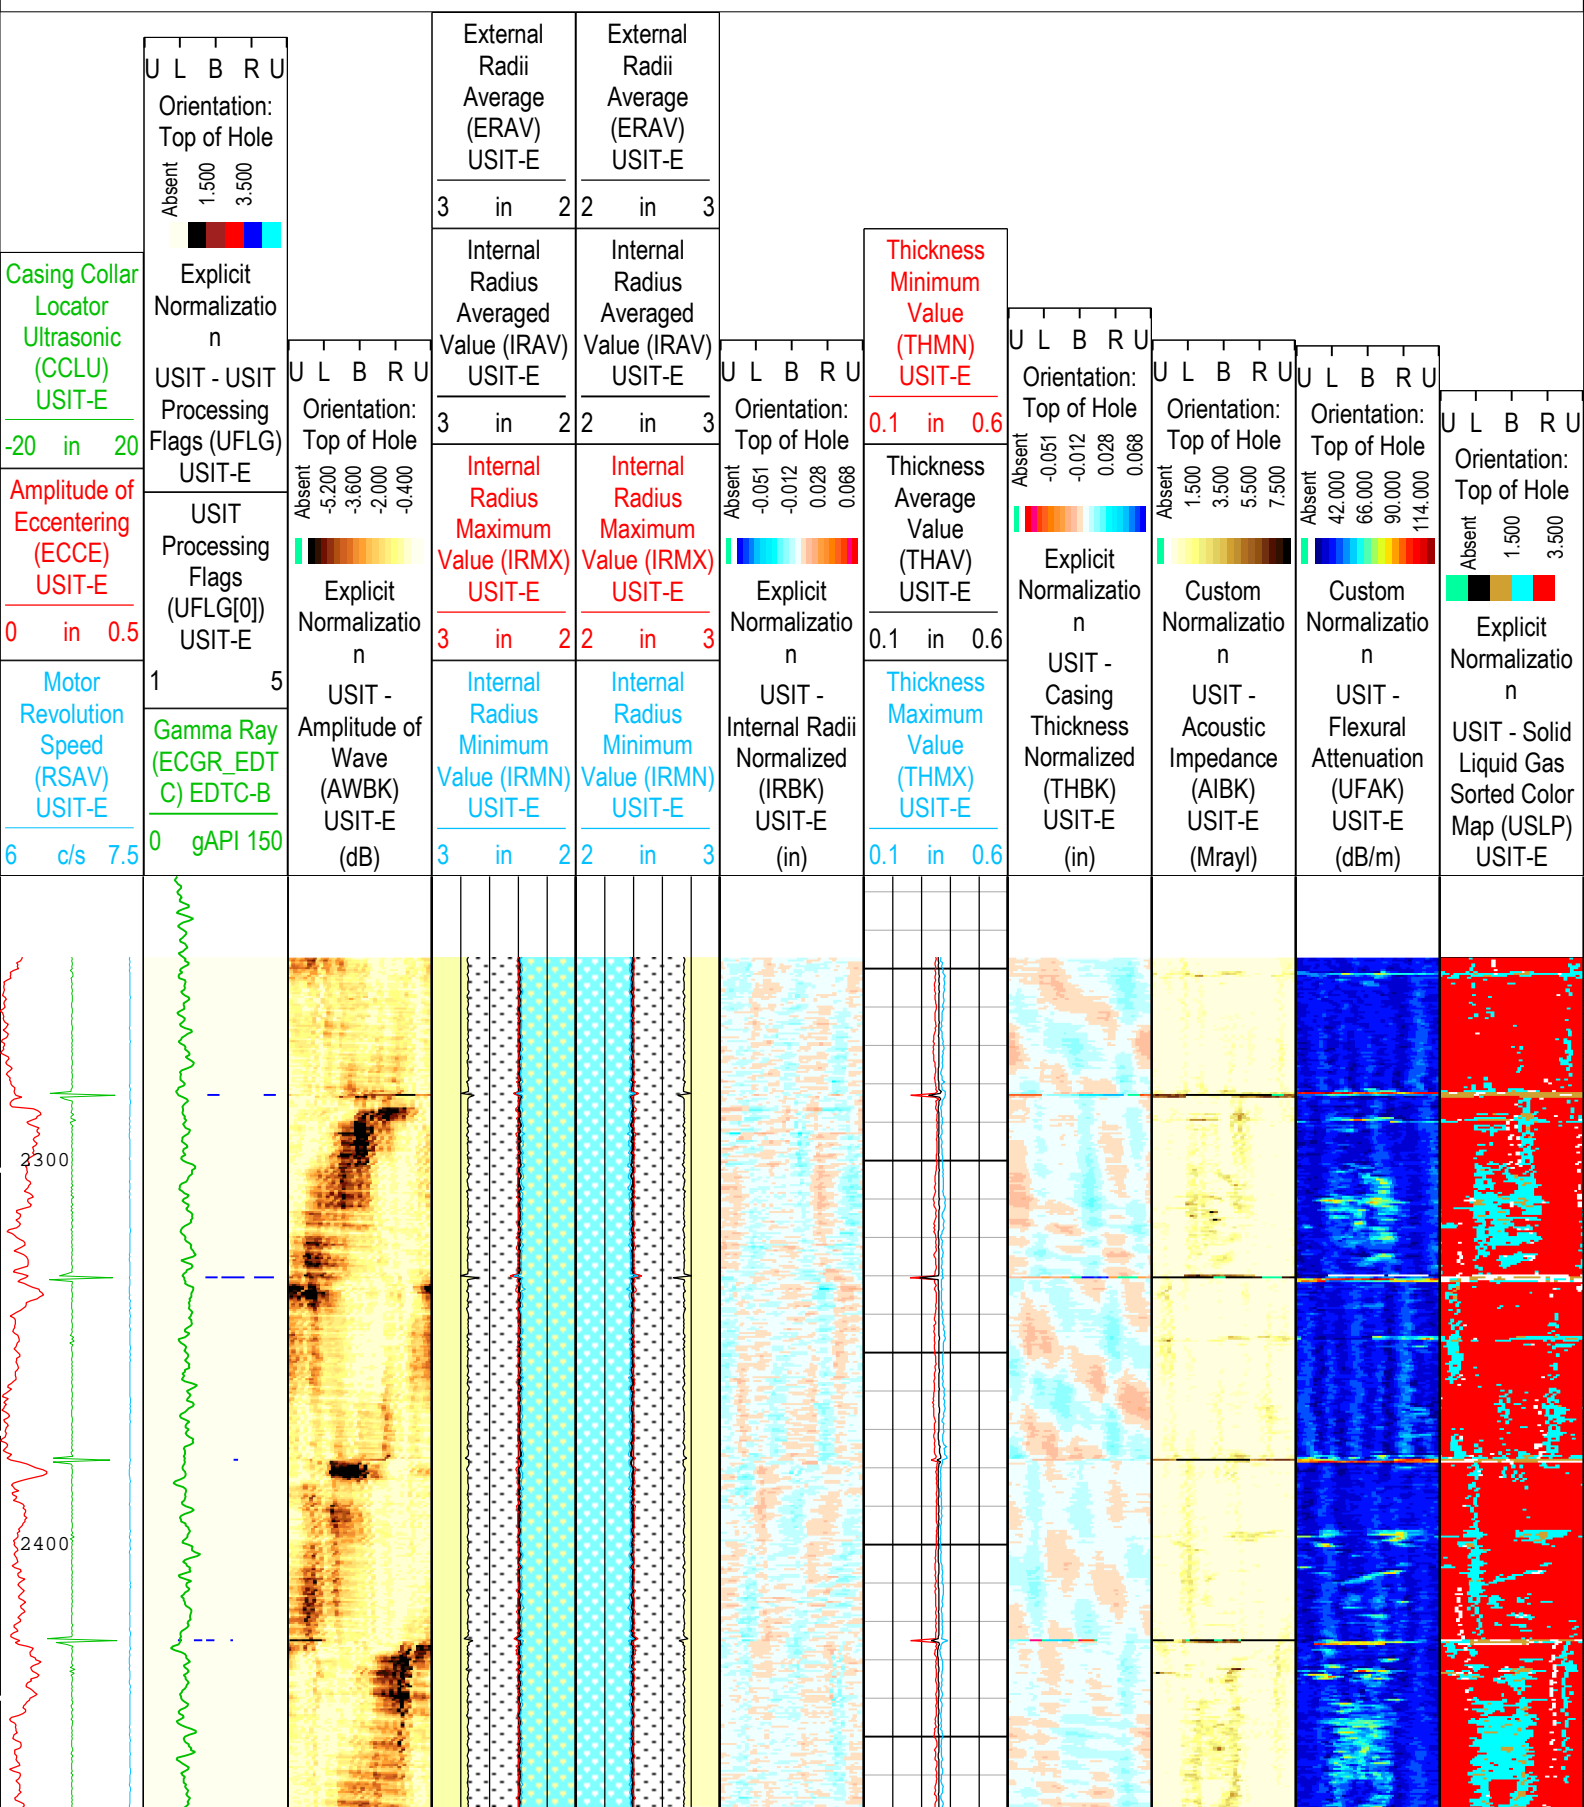 Casing Collar
Locator
Ultrasonic
(CCLU)
USIT-E
-20 in 20
Amplitude of
Eccentering
(ECCE)
USIT-E
0 in 0.5
Motor
Revolution
Speed
(RSAV)
USIT-E
6 c/s 7.5
U L B R U
Orientation:
Top of Hole
Absent
1.500
3.500
Explicit
Normalizatio
n
USIT - USIT
Processing
Flags (UFLG)
USIT-E
USIT
Processing
Flags
(UFLG[0])
USIT-E
1 5
Gamma Ray
(ECGR_EDT
C) EDTC-B
0 gAPI 150
U L B R U
Orientation:
Top of Hole
Absent
-5.200
-3.600
-2.000
-0.400
Explicit
Normalizatio
n
USIT -
Amplitude of
Wave
(AWBK)
USIT-E
(dB)
External
Radii
Average
(ERAV)
USIT-E
3 in 2
Internal
Radius
Averaged
Value (IRAV)
USIT-E
3 in 2
Internal
Radius
Maximum
Value (IRMX)
USIT-E
3 in 2
Internal
Radius
Minimum
Value (IRMN)
USIT-E
3 in 2
External
Radii
Average
(ERAV)
USIT-E
2 in 3
Internal
Radius
Averaged
Value (IRAV)
USIT-E
2 in 3
Internal
Radius
Maximum
Value (IRMX)
USIT-E
2 in 3
Internal
Radius
Minimum
Value (IRMN)
USIT-E
2 in 3
U L B R U
Orientation:
Top of Hole
Absent
-0.051
-0.012
0.028
0.068
Explicit
Normalizatio
n
USIT -
Internal Radii
Normalized
(IRBK)
USIT-E
(in)
Thickness
Minimum
Value
(THMN)
USIT-E
0.1 in 0.6
Thickness
Average
Value
(THAV)
USIT-E
0.1 in 0.6
Thickness
Maximum
Value
(THMX)
USIT-E
0.1 in 0.6
U L B R U
Orientation:
Top of Hole
Absent
-0.051
-0.012
0.028
0.068
Explicit
Normalizatio
n
USIT -
Casing
Thickness
Normalized
(THBK)
USIT-E
(in)
U L B R U
Orientation:
Top of Hole
Absent
1.500
3.500
5.500
7.500
Custom
Normalizatio
n
USIT -
Acoustic
Impedance
(AIBK)
USIT-E
(Mrayl)
U L B R U
Orientation:
Top of Hole
Absent
42.000
66.000
90.000
114.000
Custom
Normalizatio
n
USIT -
Flexural
Attenuation
(UFAK)
USIT-E
(dB/m)
U L B R U
Orientation:
Top of Hole
Absent
1.500
3.500
Explicit
Normalizatio
n
USIT - Solid
Liquid Gas
Sorted Color
Map (USLP)
USIT-E
2300
2400